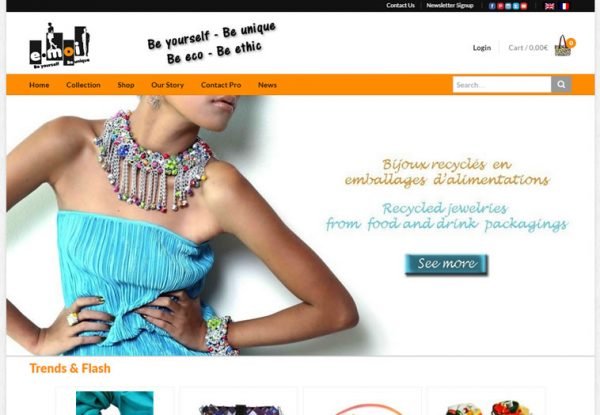 Contact Us
Newsletter Signup
e-moi
Be yourself
Be unique
Be yourself - Be unique
Be eco - Be ethic
Login
Cart / 0.00€
0
Home
Collection
Shop
Our Story
Contact Pro
News
Search...
Bijoux recyclés en
emballages d'alimentations
Recycled jewelries
from food and drink packagings
See more
Trends & Flash